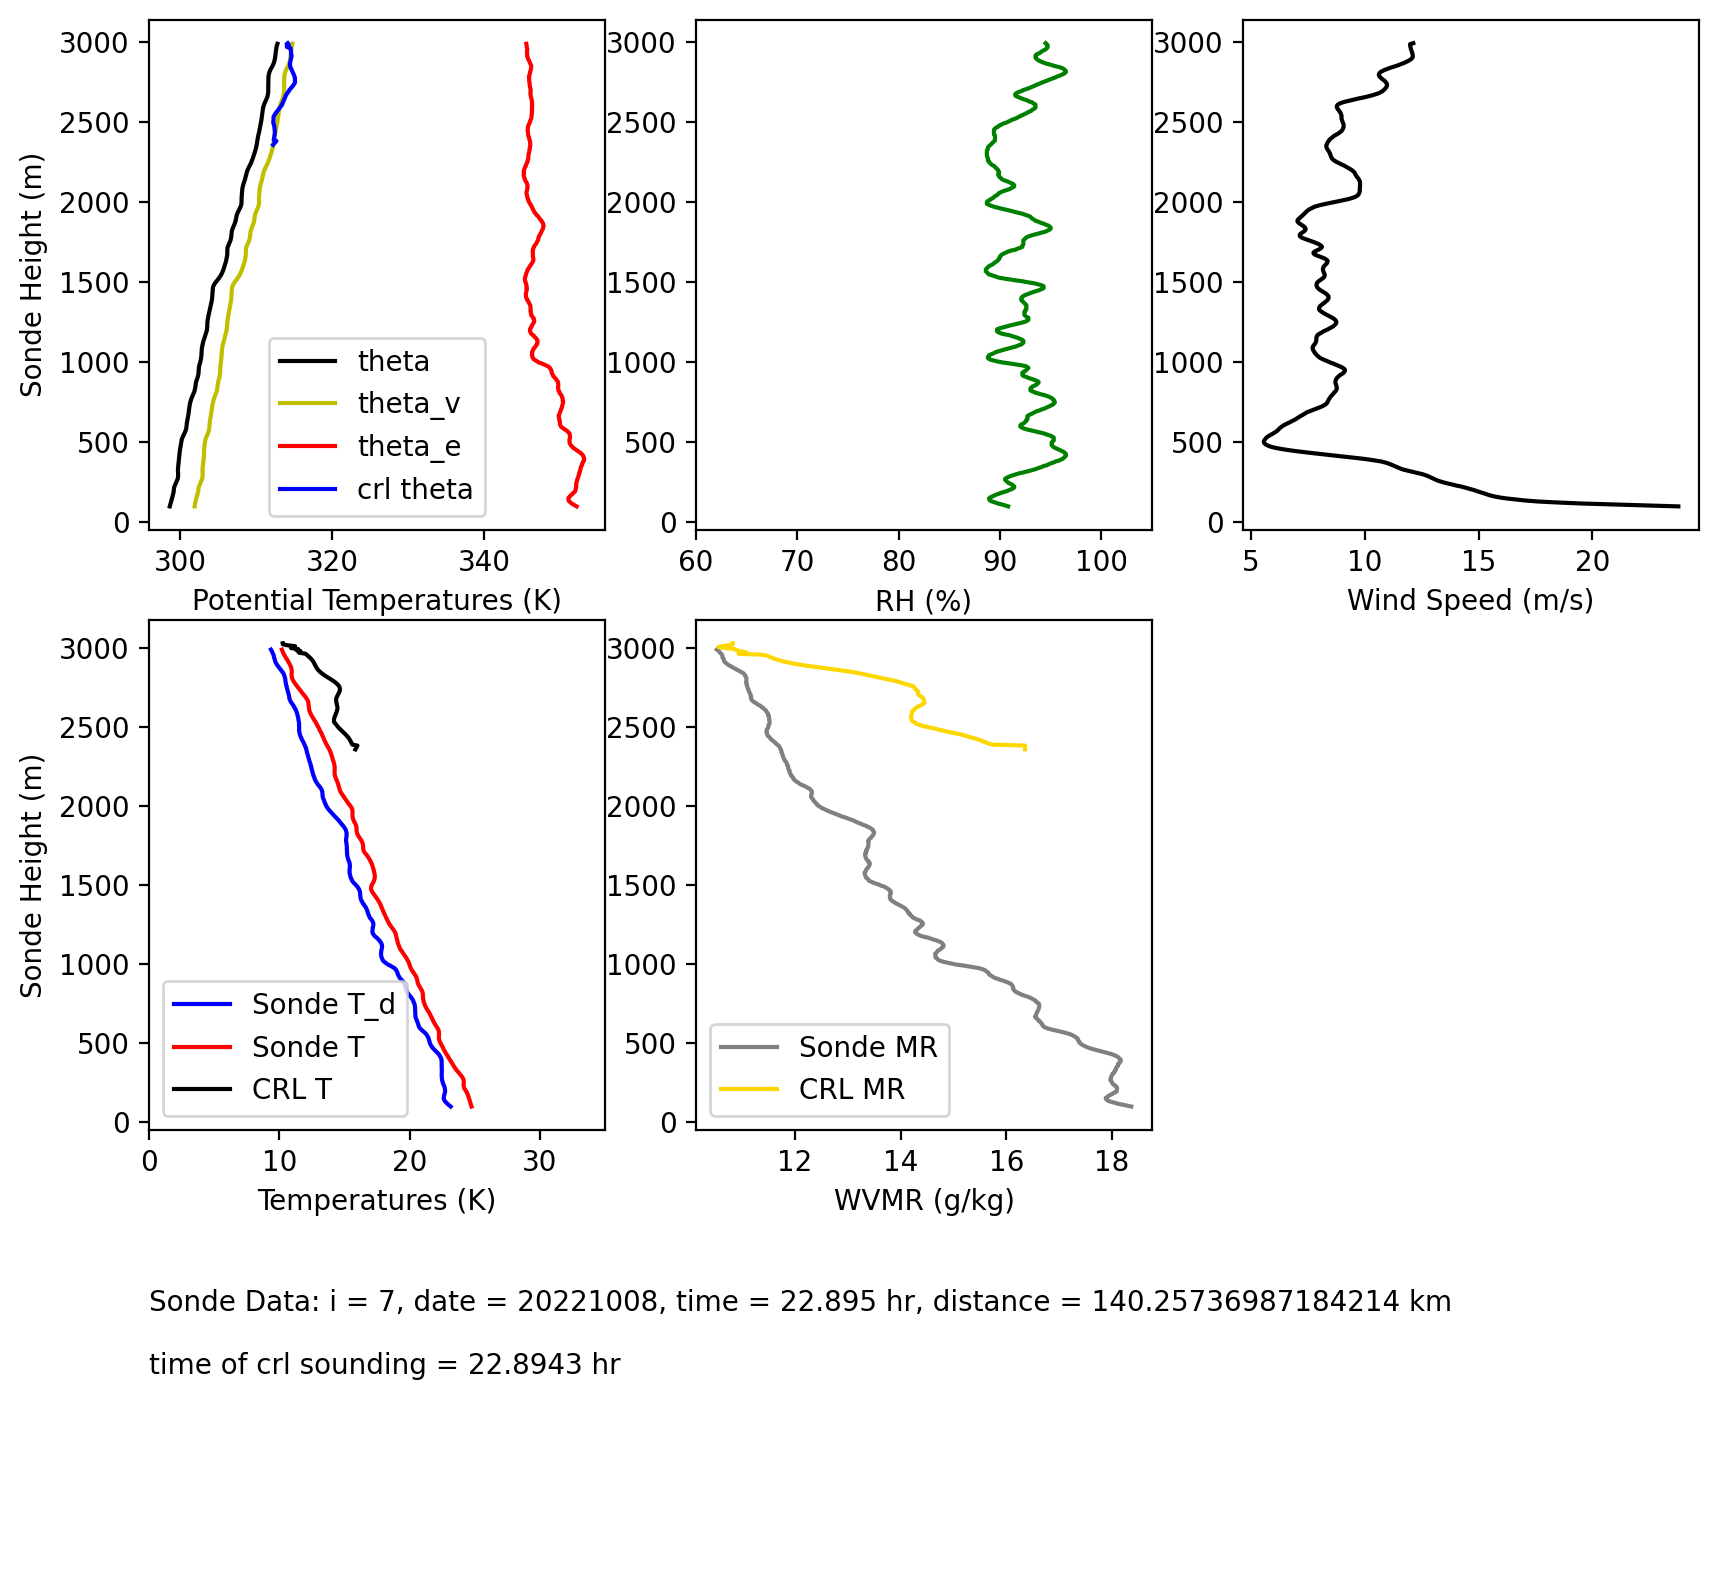 3000
2500
2000
1500
1000
500
0
Sonde Height (m)
theta
theta_v
theta_e
crl theta
300 320 340
Potential Temperatures (K)
3000
2500
2000
1500
1000
500
0
60 70 80 90 100
RH (%)
3000
2500
2000
1500
1000
500
0
5 10 15 20
Wind Speed (m/s)
3000
2500
2000
1500
1000
500
0
Sonde Height (m)
Sonde T_d
Sonde T
CRL T
0 10 20 30
Temperatures (K)
3000
2500
2000
1500
1000
500
0
Sonde MR
CRL MR
12 14 16 18
WVMR (g/kg)
Sonde Data: i = 7, date = 20221008, time = 22.895 hr, distance = 140.25736987184214 km
time of crl sounding = 22.8943 hr